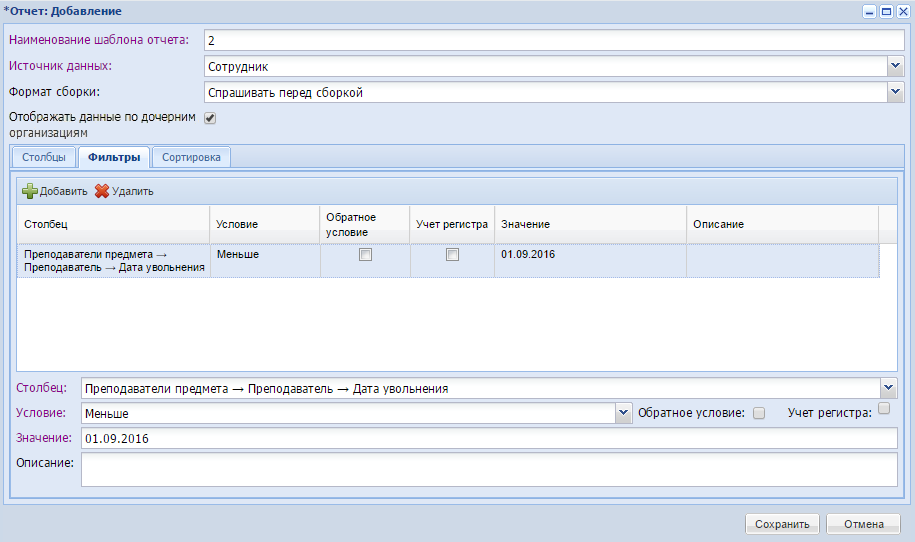 *Отчет: Добавление
Наименование шаблона отчета: 2
Источник данных: Сотрудник
Формат сборки: Спрашивать перед сборкой
Отображать данные по дочерним
организациям
Столбцы Фильтры Сортировка
Добавить Удалить
Столбец Условие Обратное условие Учет регистра Значение Описание
Преподаватели предмета → Меньше 01.09.2016
Преподаватель → Дата увольнения
Столбец: Преподаватели предмета → Преподаватель → Дата увольнения
Условие: Меньше Обратное условие: Учет регистра:
Значение: 01.09.2016
Описание:
Сохранить Отмена